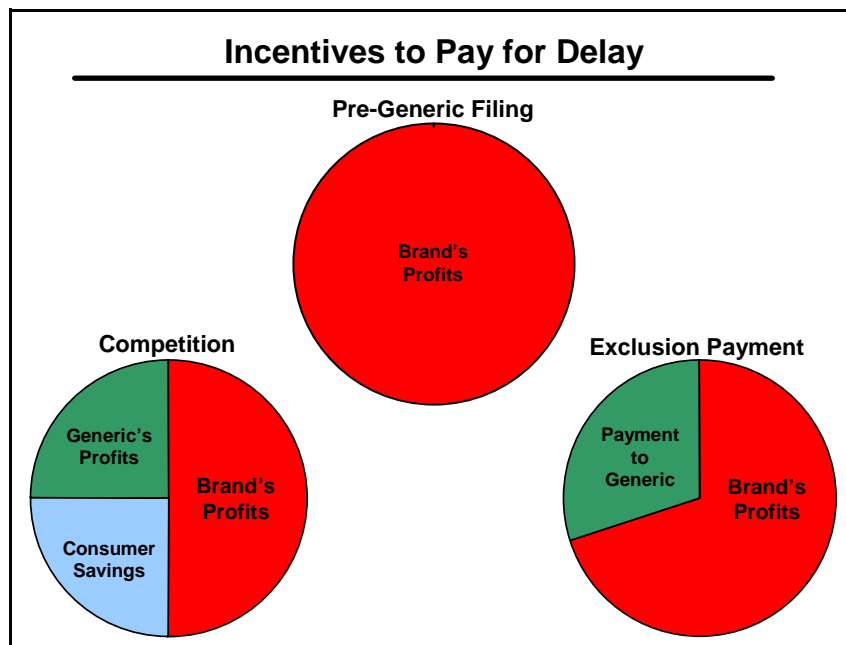 Incentives to Pay for Delay
Pre-Generic Filing
Brand's
Profits
Competition
Generic's
Profits
Brand's
Profits
Consumer
Savings
Exclusion Payment
Payment
to
Generic
Brand's
Profits